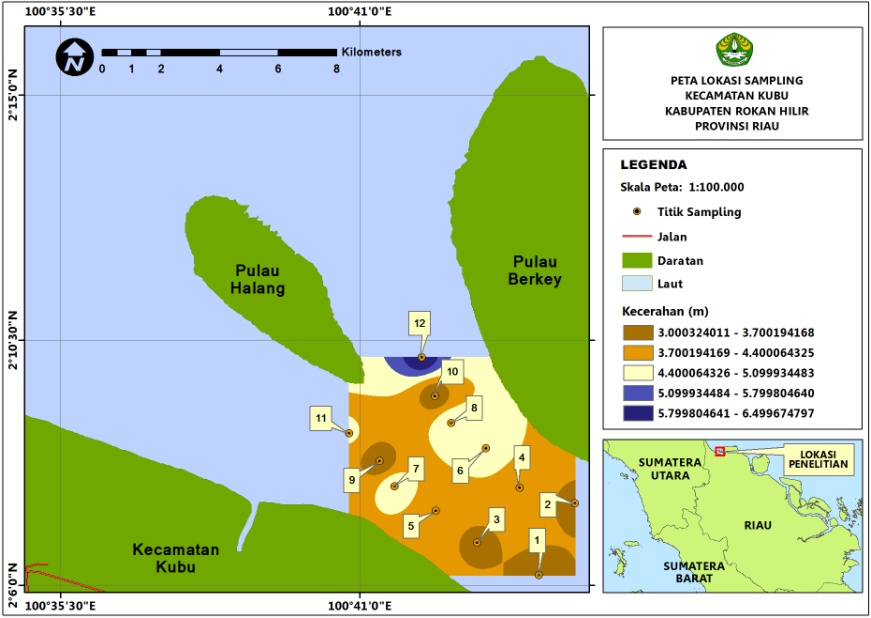 100°35'30"E
100°41'0"E
Kilometers
N
0 1 2 4 6 8
2°15'0"N
2°10'30"N
2°6'0"N
Pulau
Halang
Pulau
Berkey
12
10
8
11
9
7
6
4
2
5
3
1
Kecamatan
Kubu
100°35'30"E
100°41'0"E
PETA LOKASI SAMPLING
KECAMATAN KUBU
KABUPATEN ROKAN HILIR
PROVINSI RIAU
LEGENDA
Skala Peta: 1:100.000
Titik Sampling
Jalan
Daratan
Laut
Kecerahan (m)
3.000324011 - 3.700194168
3.700194169 - 4.400064325
4.400064326 - 5.099934483
5.099934484 - 5.799804640
5.799804641 - 6.499674797
SUMATERA
UTARA
LOKASI
PENELITIAN
RIAU
SUMATERA
BARAT